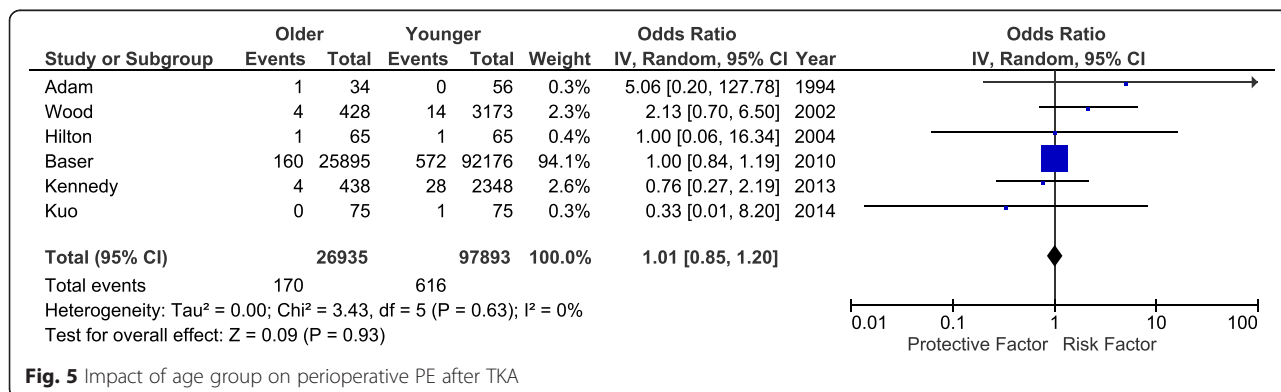 Older Younger Odds Ratio Odds Ratio
Study or Subgroup Events Total Events Total Weight IV, Random, 95% CI Year IV, Random, 95% CI
Adam 1 34 0 56 0.3% 5.06 [0.20, 127.78] 1994
Wood 4 428 14 3173 2.3% 2.13 [0.70, 6.50] 2002
Hilton 1 65 1 65 0.4% 1.00 [0.06, 16.34] 2004
Baser 160 25895 572 92176 94.1% 1.00 [0.84, 1.19] 2010
Kennedy 4 438 28 2348 2.6% 0.76 [0.27, 2.19] 2013
Kuo 0 75 1 75 0.3% 0.33 [0.01, 8.20] 2014
Total (95% CI) 26935 97893 100.0% 1.01 [0.85, 1.20]
Total events 170 616
Heterogeneity: Tau² = 0.00; Chi² = 3.43, df = 5 (P = 0.63); I² = 0%
Test for overall effect: Z = 0.09 (P = 0.93)
0.01 0.1 1 10 100
Protective Factor Risk Factor
Fig. 5 Impact of age group on perioperative PE after TKA